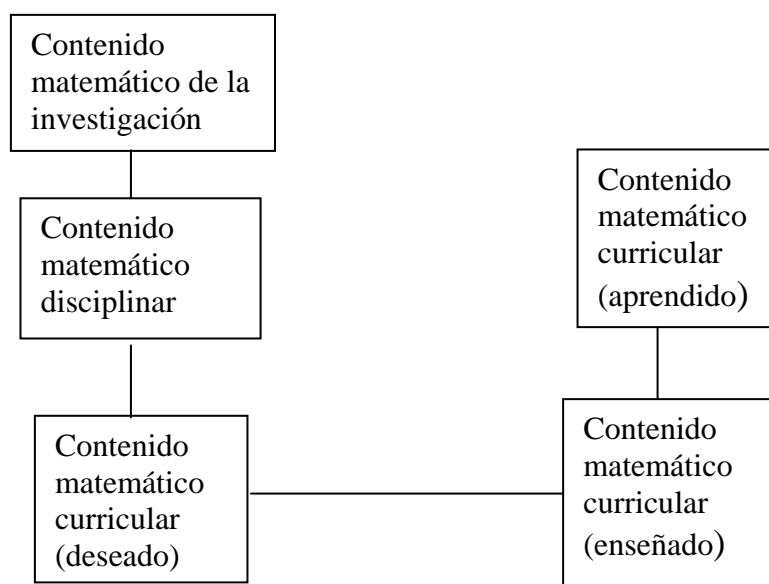 Contenido
matemático de la
investigación
Contenido
matemático
disciplinar
Contenido
matemático
curricular
(deseado)
Contenido
matemático
curricular
(aprendido)
Contenido
matemático
curricular
(enseñado)